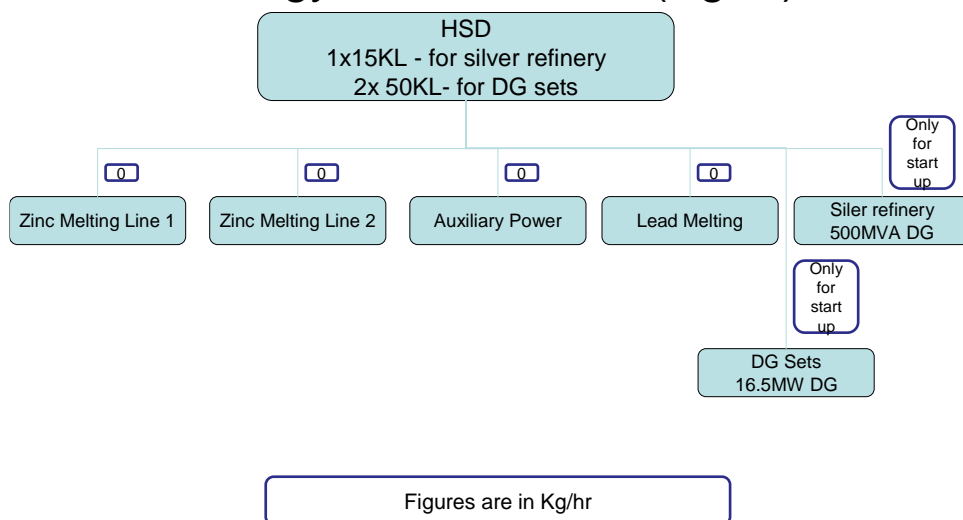 HSD
1x15KL - for silver refinery
2x 50KL- for DG sets
Only
for
start
up
0
0
0
0
Zinc Melting Line 1
Zinc Melting Line 2
Auxiliary Power
Lead Melting
Siler refinery
500MVA DG
Only
for
start
up
DG Sets
16.5MW DG
Figures are in Kg/hr